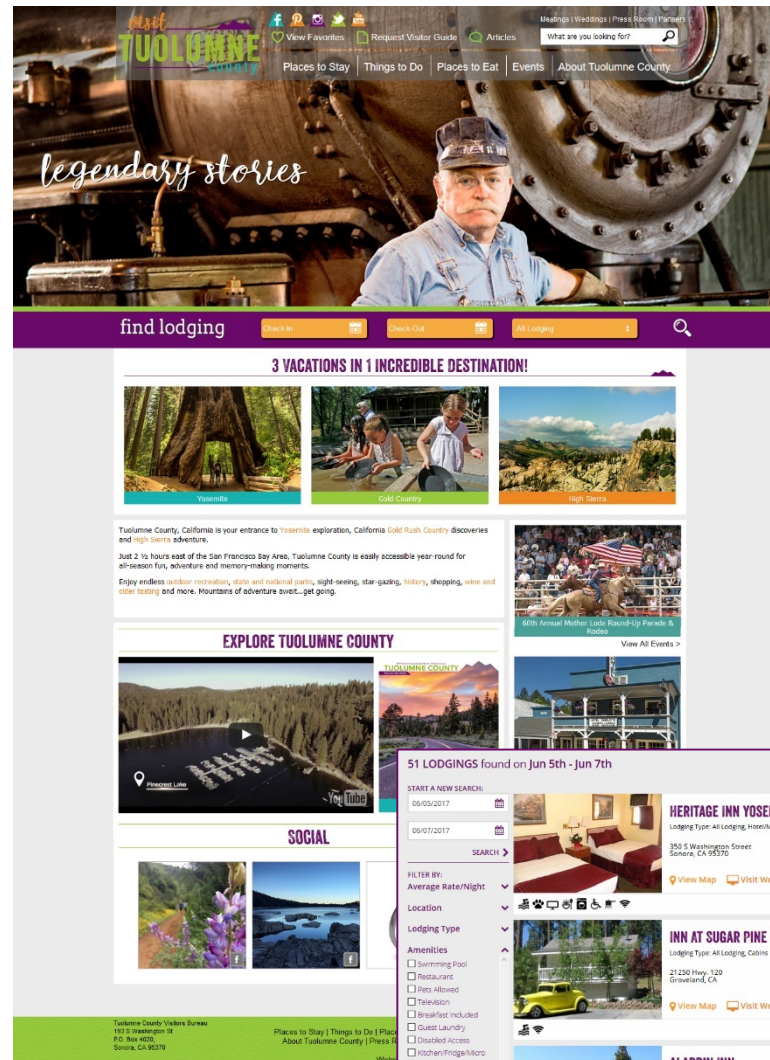 visit
TUOLUMNE
county
Meetings | Weddings | Press Room | Partners
View Favorites
Request Visitor Guide
Articles
What are you looking for?
Places to Stay | Things to Do | Places to Eat | Events | About Tuolumne County
legendary stories
find lodging
Check-In
Check-Out
All Lodging
3 VACATIONS IN 1 INCREDIBLE DESTINATION!
Yosemite
Gold Country
High Sierra
Tuolumne County, California is your entrance to Yosemite exploration, California Gold Rush Country discoveries
and High Sierra adventure.
Just 2 ½ hours east of the San Francisco Bay Area, Tuolumne County is easily accessible year-round for
all-season fun, adventure and memory-making moments.
Enjoy endless outdoor recreation, state and national parks, sight-seeing, star-gazing, history, shopping, wine and
cider tasting and more. Mountains of adventure await...get going.
60th Annual Mother Lode Round-Up Parade &
Rodeo
View All Events >
EXPLORE TUOLUMNE COUNTY
TUOLUMNE COUNTY
Pinecrest Lake
YouTube
SOCIAL
51 LODGINGS found on Jun 5th - Jun 7th
START A NEW SEARCH:
06/05/2017
06/07/2017
SEARCH
FILTER BY:
Average Rate/Night
Location
Lodging Type
Amenities
Swimming Pool
Restaurant
Pets Allowed
Television
Breakfast Included
Guest Laundry
Disabled Access
Kitchen/Fridge/Micro
HERITAGE INN YOSE
Lodging Type: All Lodging, Hotel/M
350 S Washington Street
Sonora, CA 95370
View Map
Visit We
INN AT SUGAR PINE
Lodging Type: All Lodging, Cabins
21250 Hwy. 120
Groveland, CA
View Map
Visit We
ALADDIN INN
Tuolumne County Visitors Bureau
193 S Washington St
P.O. Box 4020,
Sonora, CA 95370
Places to Stay | Things to Do | Place
About Tuolumne County | Press R